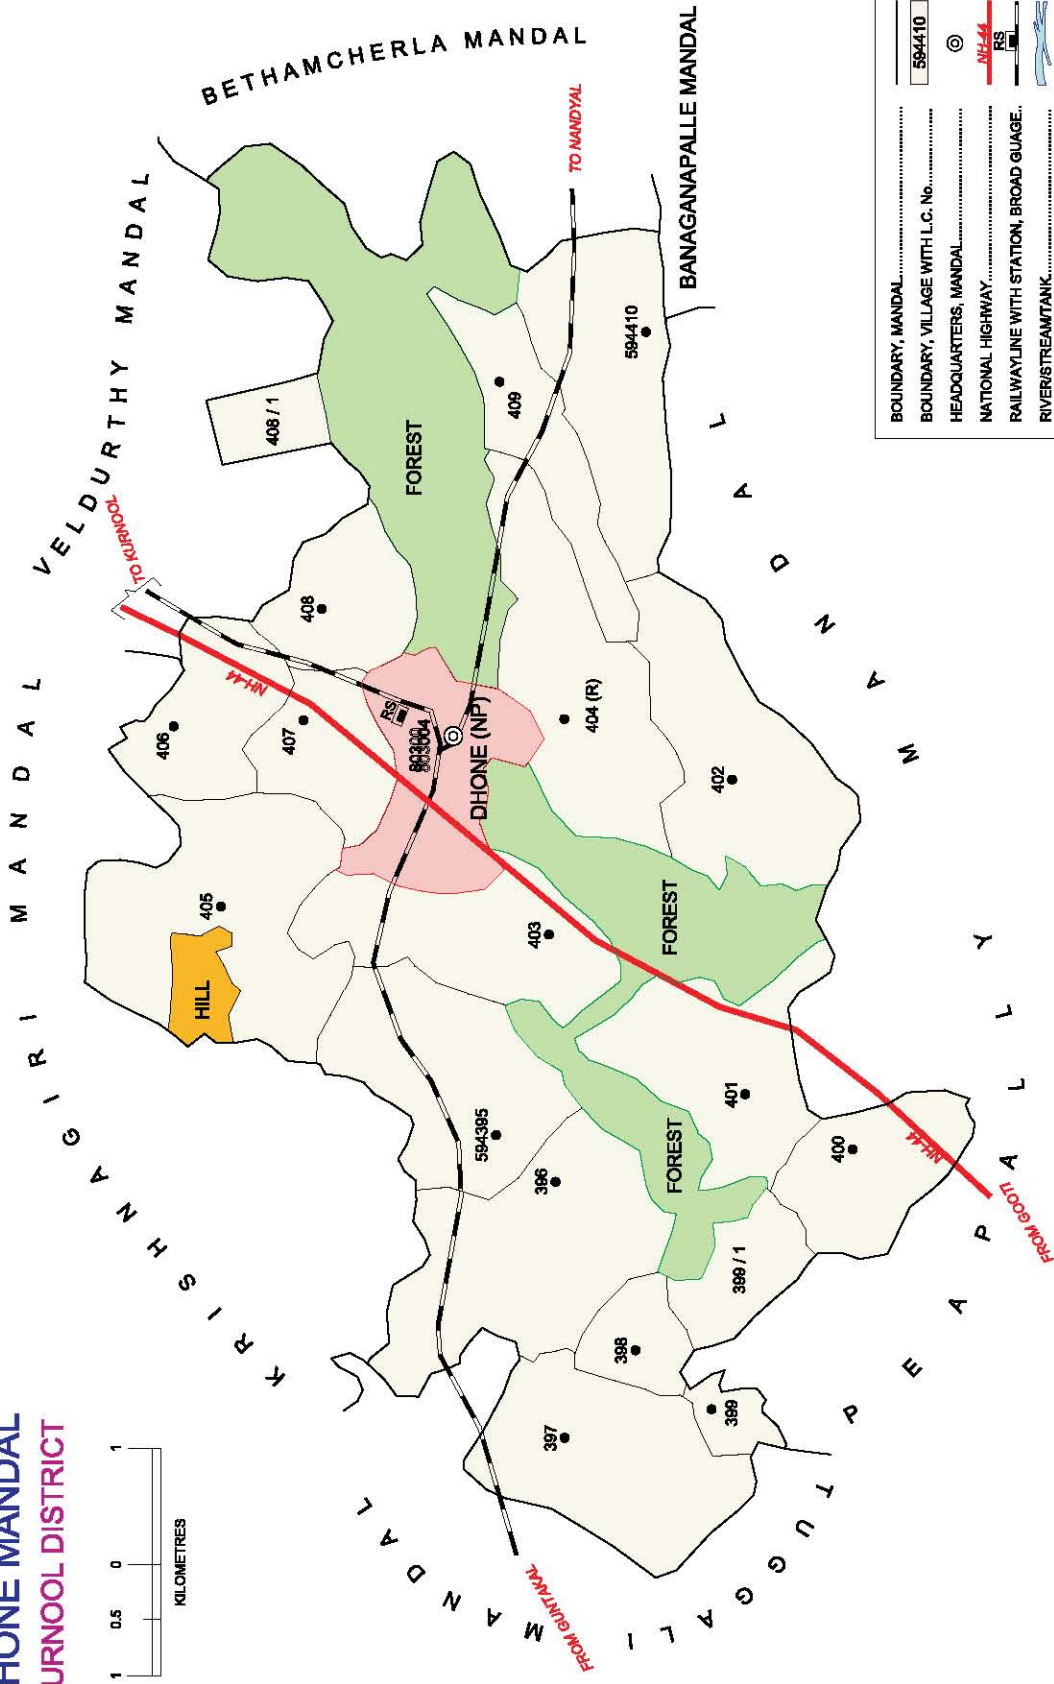 HONE MANDAL
URNOOL DISTRICT
1 0.5 0 1
KILOMETRES
KRISHNAGIRI MANDAL
VELDURTHY MANDAL
BETHAMCHERLA MANDAL
BANAGANAPALLE MANDAL
PEAPALLY MANDAL
TUGGALI MANDAL
TO KURNOOL
TO NANDYAL
FROM GUNTAKAL
FROM GOOTI
NH-44
NH-44
HILL
FOREST
FOREST
FOREST
RS
DHONE (NP)
405
406
407
408
408 / 1
409
594410
404 (R)
402
403
401
400
594395
396
397
398
399
399 / 1
BOUNDARY, MANDAL
BOUNDARY, VILLAGE WITH L.C. No. 594410
HEADQUARTERS, MANDAL
NATIONAL HIGHWAY NH-44
RAILWAYLINE WITH STATION, BROAD GUAGE RS
RIVER/STREAM/TANK